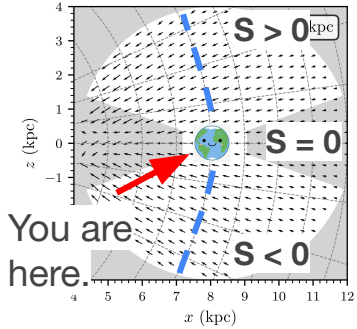 4
3
2
1
0
−1
z (kpc)
S > 0
kpc
S = 0
S < 0
You are
here.
4 5 6 7 8 9 10 11 12
x (kpc)